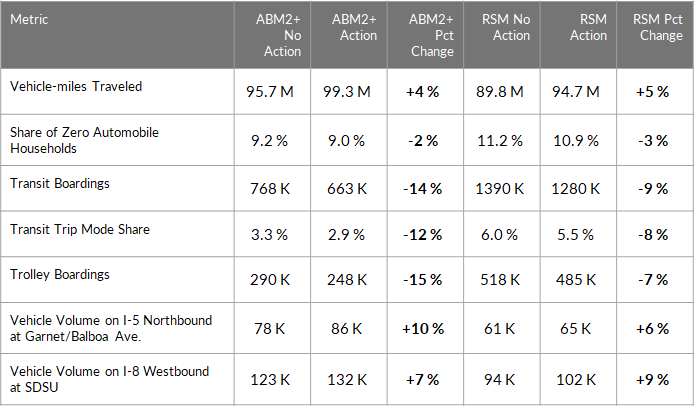 Metric ABM2+ No Action ABM2+ Action ABM2+ Pct Change RSM No Action RSM Action RSM Pct Change
Vehicle-miles Traveled 95.7 M 99.3 M +4 % 89.8 M 94.7 M +5 %
Share of Zero Automobile Households 9.2 % 9.0 % -2 % 11.2 % 10.9 % -3 %
Transit Boardings 768 K 663 K -14 % 1390 K 1280 K -9 %
Transit Trip Mode Share 3.3 % 2.9 % -12 % 6.0 % 5.5 % -8 %
Trolley Boardings 290 K 248 K -15 % 518 K 485 K -7 %
Vehicle Volume on I-5 Northbound at Garnet/Balboa Ave. 78 K 86 K +10 % 61 K 65 K +6 %
Vehicle Volume on I-8 Westbound at SDSU 123 K 132 K +7 % 94 K 102 K +9 %